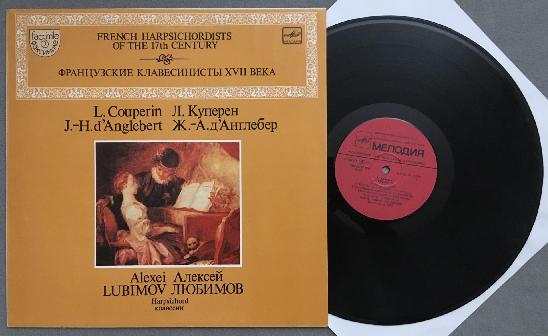 facsimile
FRENCH HARPSICHORDISTS
OF THE 17th CENTURY
ФРАНЦУЗСКИЕ КЛАВЕСИНИСТЫ XVII ВЕКА
L. Couperin Л. Куперен
J.-H. d'Anglebert Ж.-А. д'Англебер
Alexei Алексей
LUBIMOV ЛЮБИМОВ
Harpsichord
клавесин
МЕЛОДИЯ